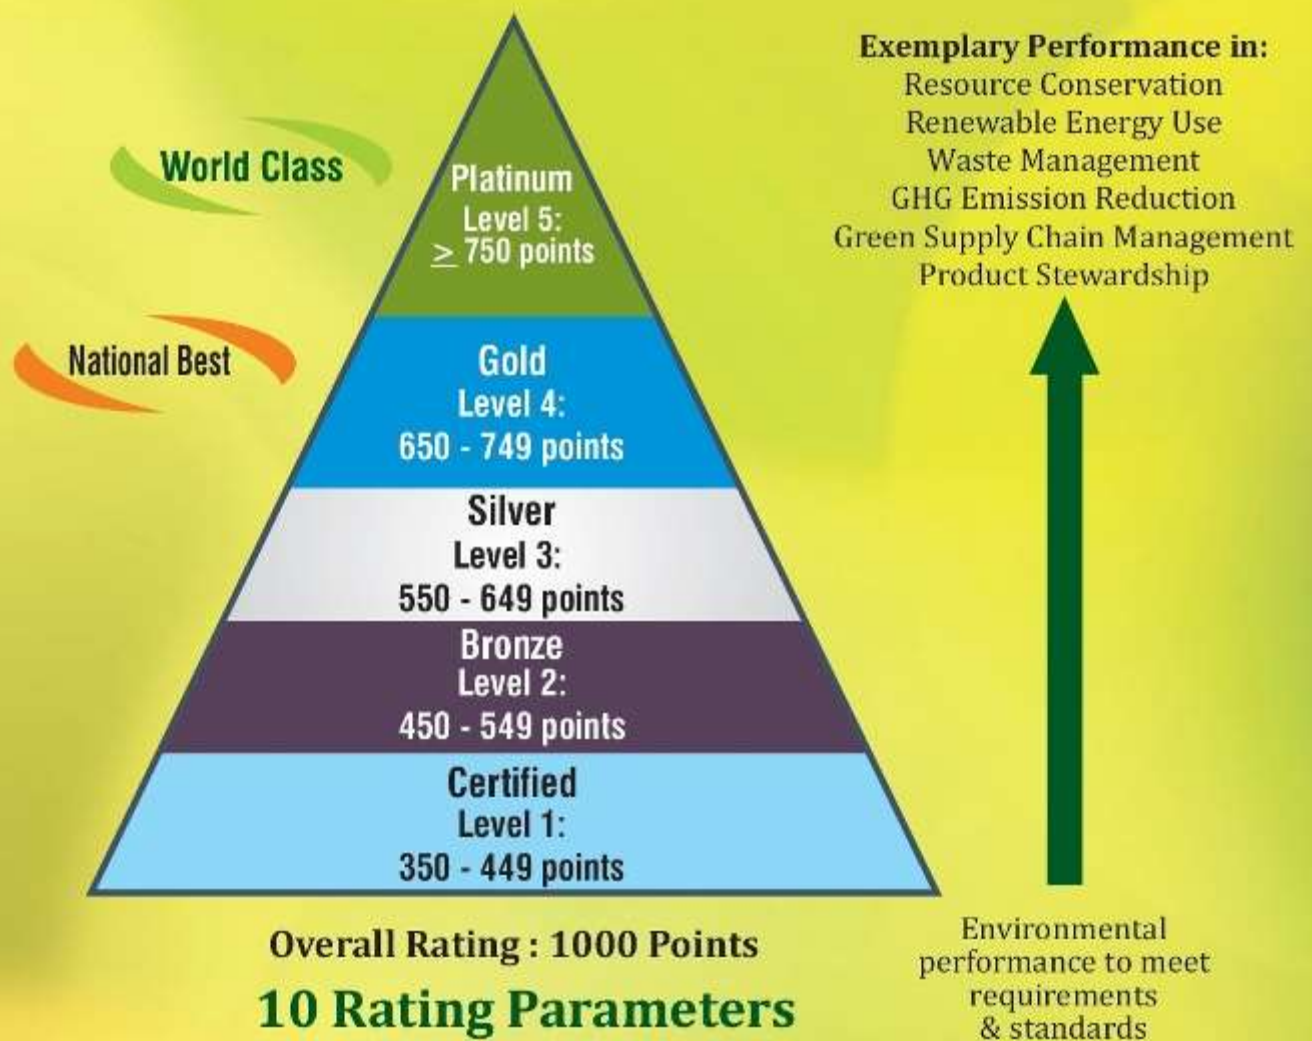 World Class
National Best
Platinum
Level 5:
≥ 750 points
Gold
Level 4:
650 - 749 points
Silver
Level 3:
550 - 649 points
Bronze
Level 2:
450 - 549 points
Certified
Level 1:
350 - 449 points
Overall Rating : 1000 Points
10 Rating Parameters
Exemplary Performance in:
Resource Conservation
Renewable Energy Use
Waste Management
GHG Emission Reduction
Green Supply Chain Management
Product Stewardship
Environmental
performance to meet
requirements
& standards